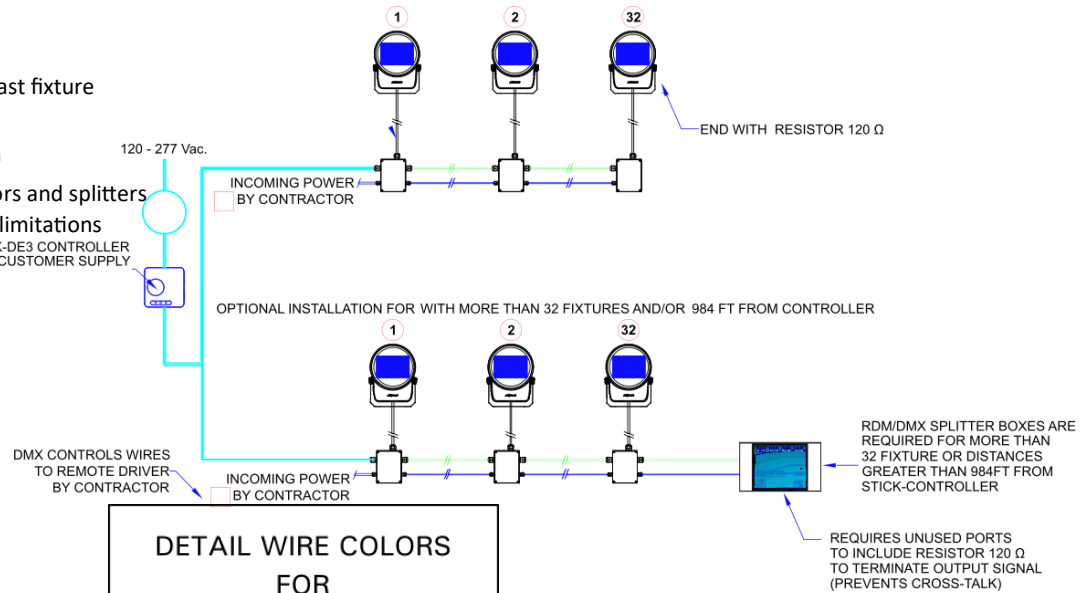 1
2
32
ast fixture
END WITH RESISTOR 120 Ω
120 - 277 Vac.
INCOMING POWER
BY CONTRACTOR
ors and splitters
limitations
-DE3 CONTROLLER
CUSTOMER SUPPLY
OPTIONAL INSTALLATION FOR WITH MORE THAN 32 FIXTURES AND/OR 984 FT FROM CONTROLLER
1
2
32
DMX CONTROLS WIRES
TO REMOTE DRIVER
BY CONTRACTOR
INCOMING POWER
BY CONTRACTOR
RDM/DMX SPLITTER BOXES ARE
REQUIRED FOR MORE THAN
32 FIXTURE OR DISTANCES
GREATER THAN 984FT FROM
STICK-CONTROLLER
REQUIRES UNUSED PORTS
TO INCLUDE RESISTOR 120 Ω
TO TERMINATE OUTPUT SIGNAL
(PREVENTS CROSS-TALK)
DETAIL WIRE COLORS
FOR